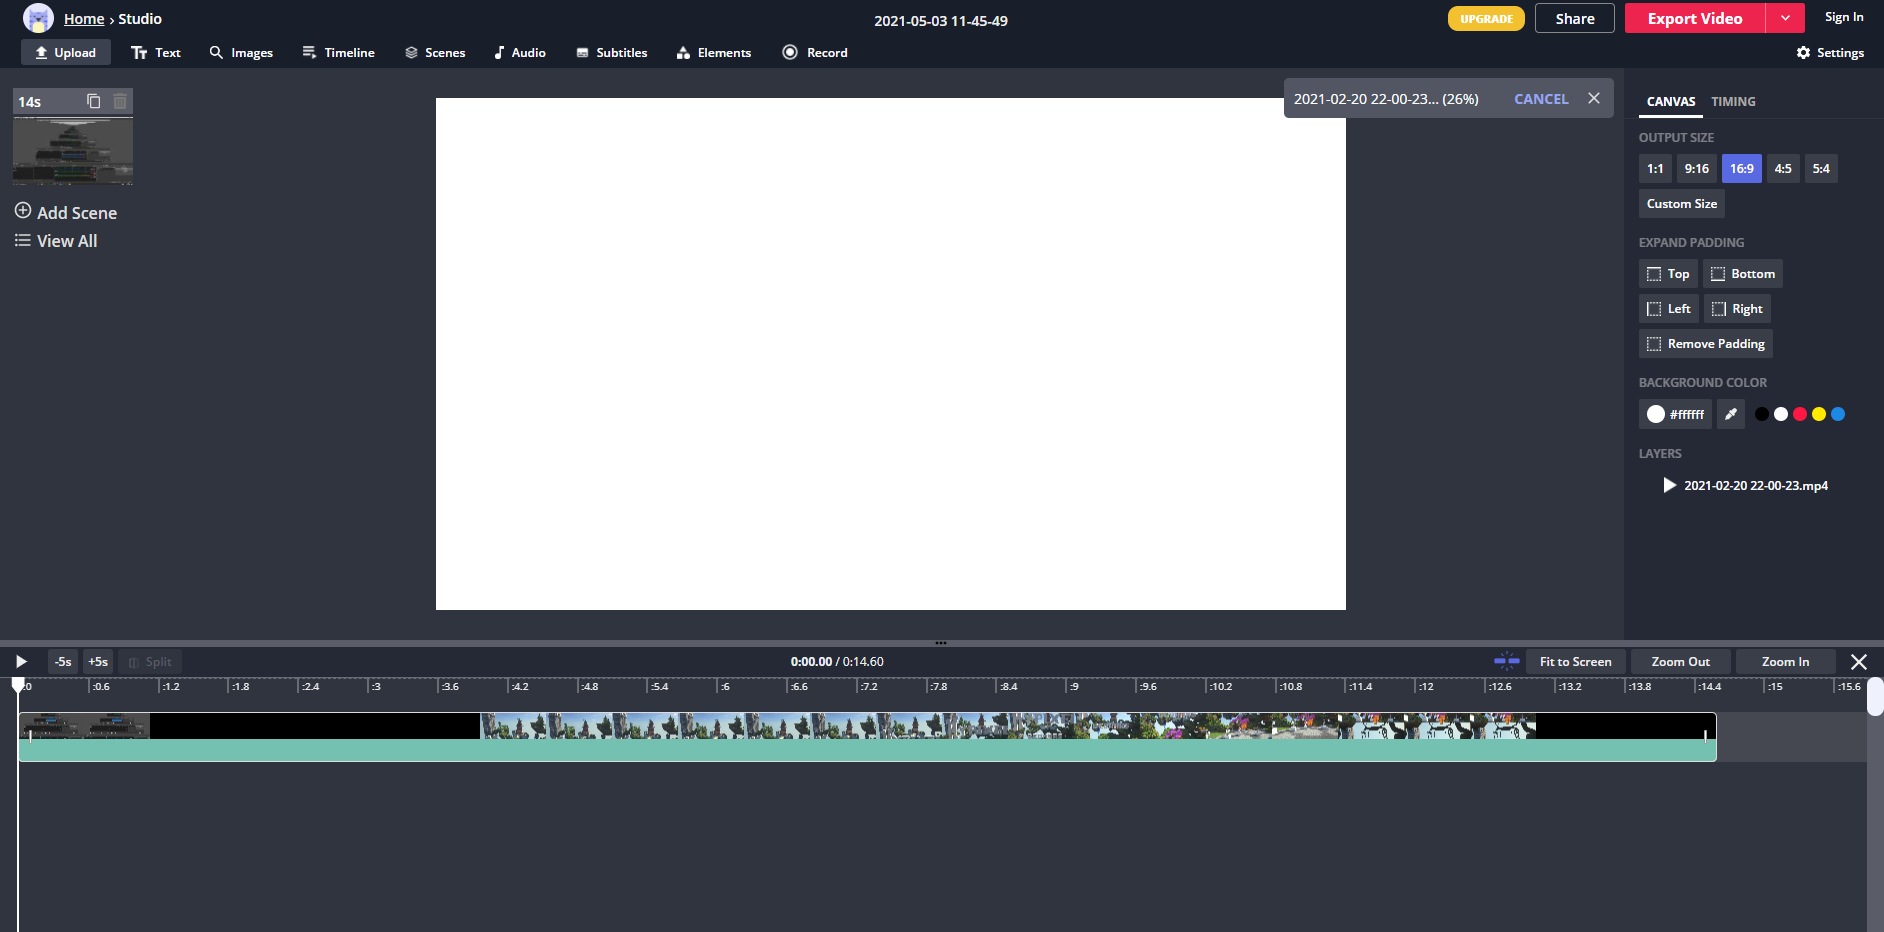 Home › Studio
2021-05-03 11-45-49
UPGRADE
Share
Export Video
Sign In
Upload
Text
Images
Timeline
Scenes
Audio
Subtitles
Elements
Record
Settings
14s
Add Scene
View All
2021-02-20 22-00-23... (26%)
CANCEL
CANVAS
TIMING
OUTPUT SIZE
1:1
9:16
16:9
4:5
5:4
Custom Size
EXPAND PADDING
Top
Bottom
Left
Right
Remove Padding
BACKGROUND COLOR
#ffffff
LAYERS
2021-02-20 22-00-23.mp4
-5s
+5s
Split
0:00.00 / 0:14.60
Fit to Screen
Zoom Out
Zoom In
:0 :0.6 :1.2 :1.8 :2.4 :3 :3.6 :4.2 :4.8 :5.4 :6 :6.6 :7.2 :7.8 :8.4 :9 :9.6 :10.2 :10.8 :11.4 :12 :12.6 :13.2 :13.8 :14.4 :15 :15.6